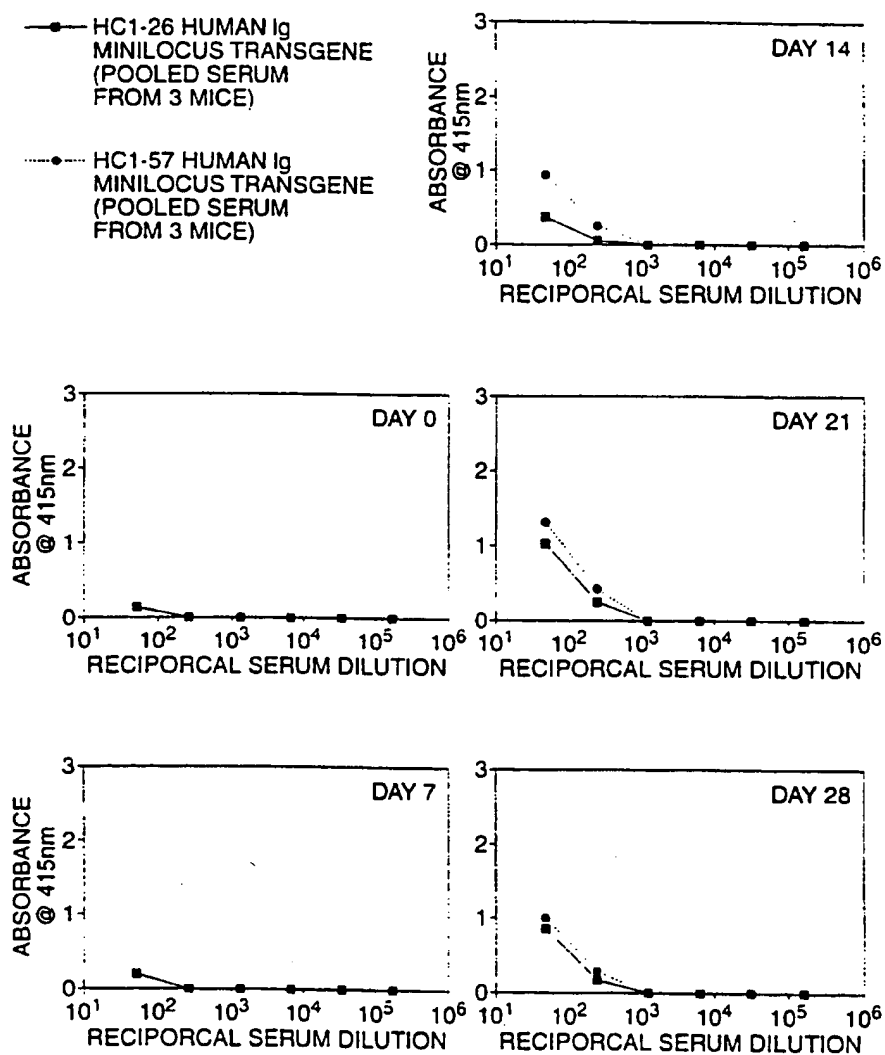 HC1-26 HUMAN Ig
MINILOCUS TRANSGENE
(POOLED SERUM
FROM 3 MICE)
HC1-57 HUMAN Ig
MINILOCUS TRANSGENE
(POOLED SERUM
FROM 3 MICE)
DAY 14
ABSORBANCE
@ 415nm
3
2
1
0
10¹ 10² 10³ 10⁴ 10⁵ 10⁶
RECIPORCAL SERUM DILUTION
DAY 0
ABSORBANCE
@ 415nm
3
2
1
0
10¹ 10² 10³ 10⁴ 10⁵ 10⁶
RECIPORCAL SERUM DILUTION
DAY 21
3
2
1
0
10¹ 10² 10³ 10⁴ 10⁵ 10⁶
RECIPORCAL SERUM DILUTION
DAY 7
ABSORBANCE
@ 415nm
3
2
1
0
10¹ 10² 10³ 10⁴ 10⁵ 10⁶
RECIPORCAL SERUM DILUTION
DAY 28
3
2
1
0
10¹ 10² 10³ 10⁴ 10⁵ 10⁶
RECIPORCAL SERUM DILUTION